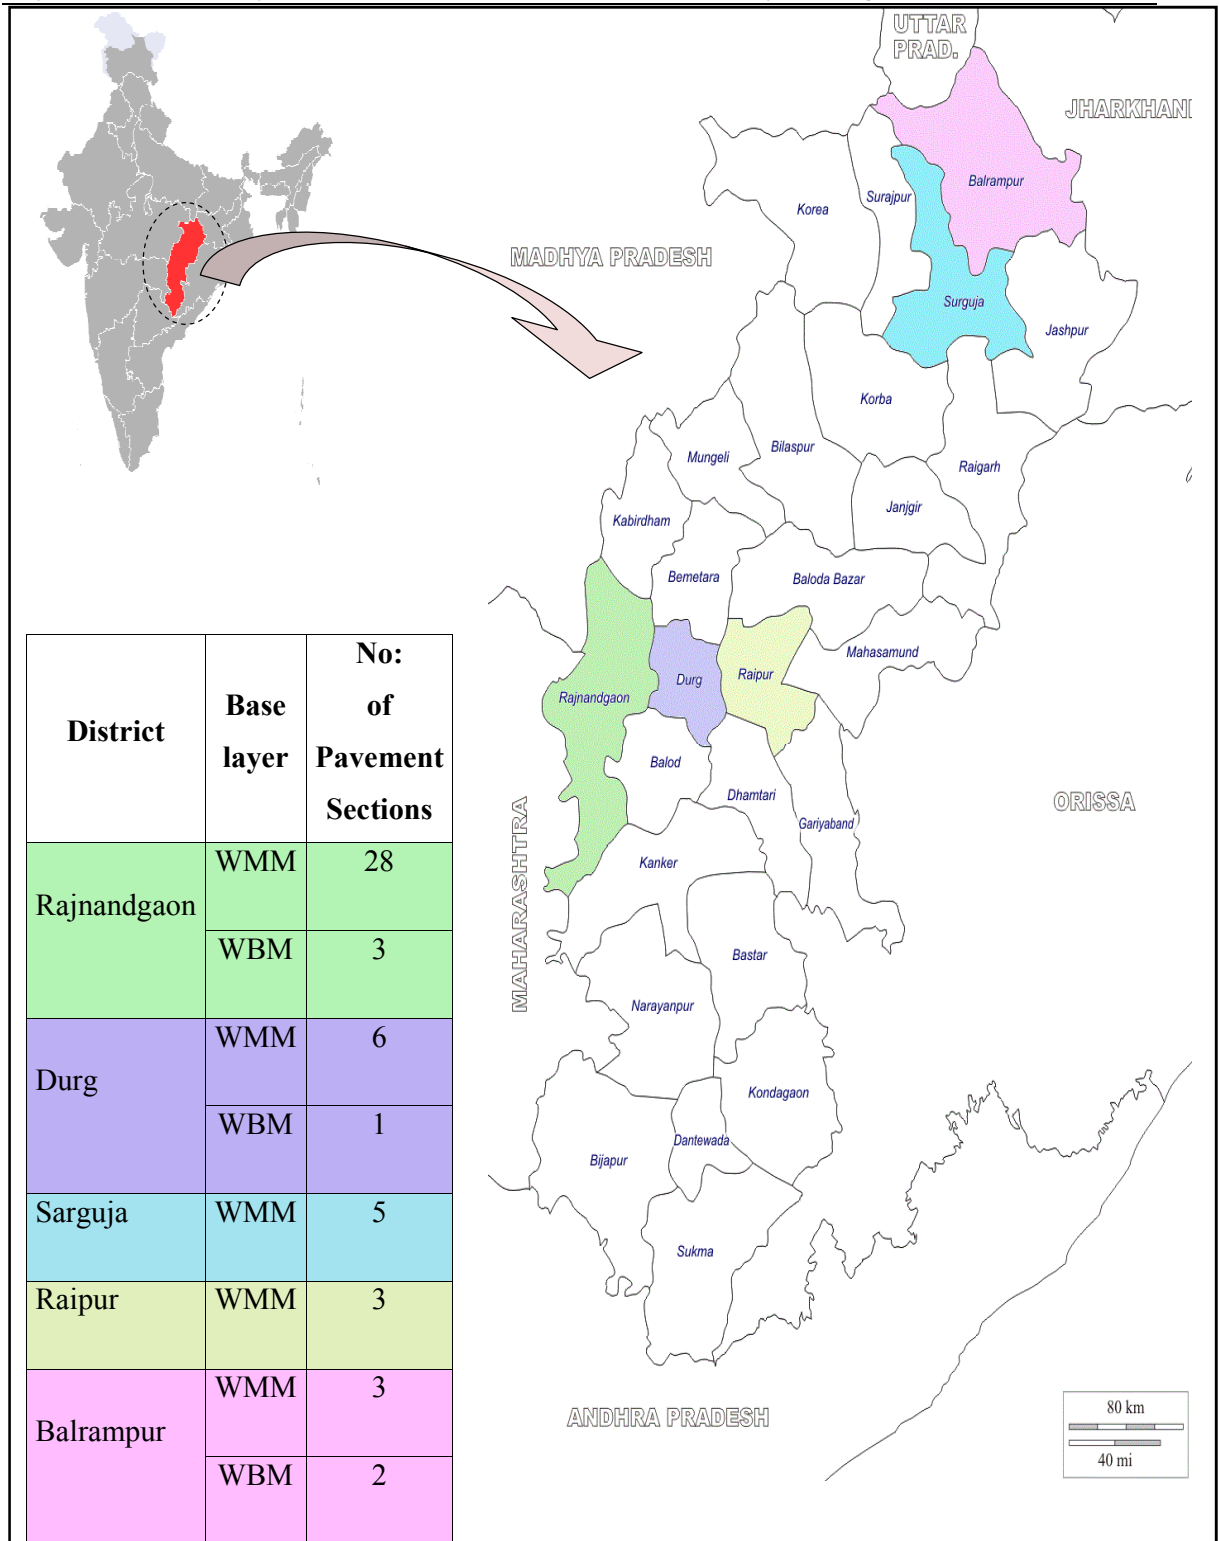 UTTAR
PRAD.
JHARKHAN
Balrampur
Surajpur
Korea
MADHYA PRADESH
Surguja
Jashpur
Korba
Bilaspur
Mungeli
Raigarh
Janjgir
Kabirdham
Bemetara
Baloda Bazar
Mahasamund
Raipur
Durg
Rajnandgaon
Balod
Dhamtari
Gariyaband
ORISSA
MAHARASHTRA
Kanker
Bastar
Narayanpur
Kondagaon
Dantewada
Bijapur
Sukma
ANDHRA PRADESH
80 km
40 mi
District
Base
layer
No:
of
Pavement
Sections
Rajnandgaon
WMM 28
WBM 3
Durg
WMM 6
WBM 1
Sarguja WMM 5
Raipur WMM 3
Balrampur
WMM 3
WBM 2